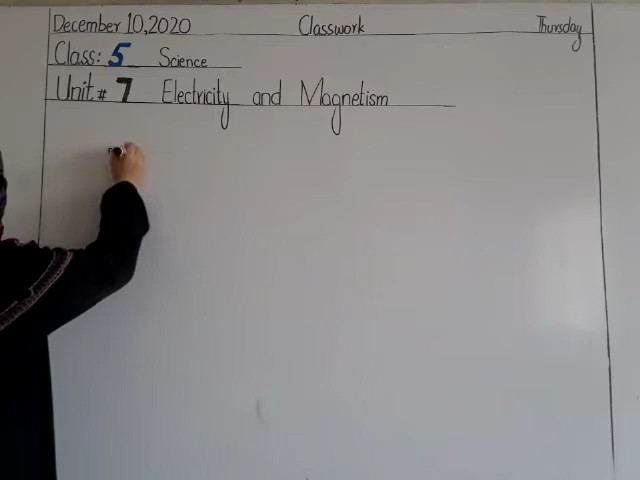 December 10,2020 Classwork Thursday
Class: 5 Science
Unit # 7 Electricity and Magnetism